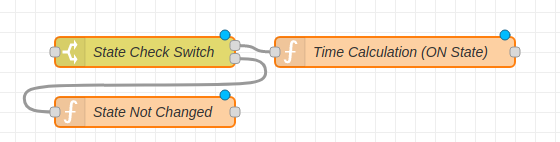 State Check Switch
Time Calculation (ON State)
State Not Changed